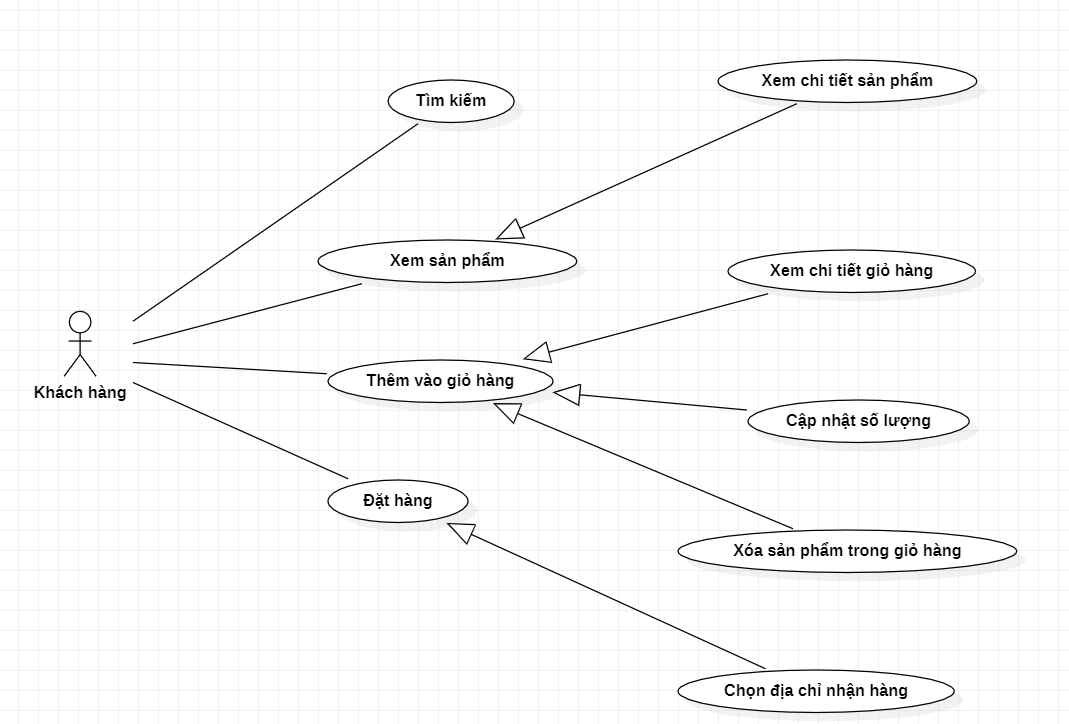 Xem chi tiết sản phẩm
Tìm kiếm
Xem sản phẩm
Xem chi tiết giỏ hàng
Thêm vào giỏ hàng
Khách hàng
Cập nhật số lượng
Đặt hàng
Xóa sản phẩm trong giỏ hàng
Chọn địa chỉ nhận hàng